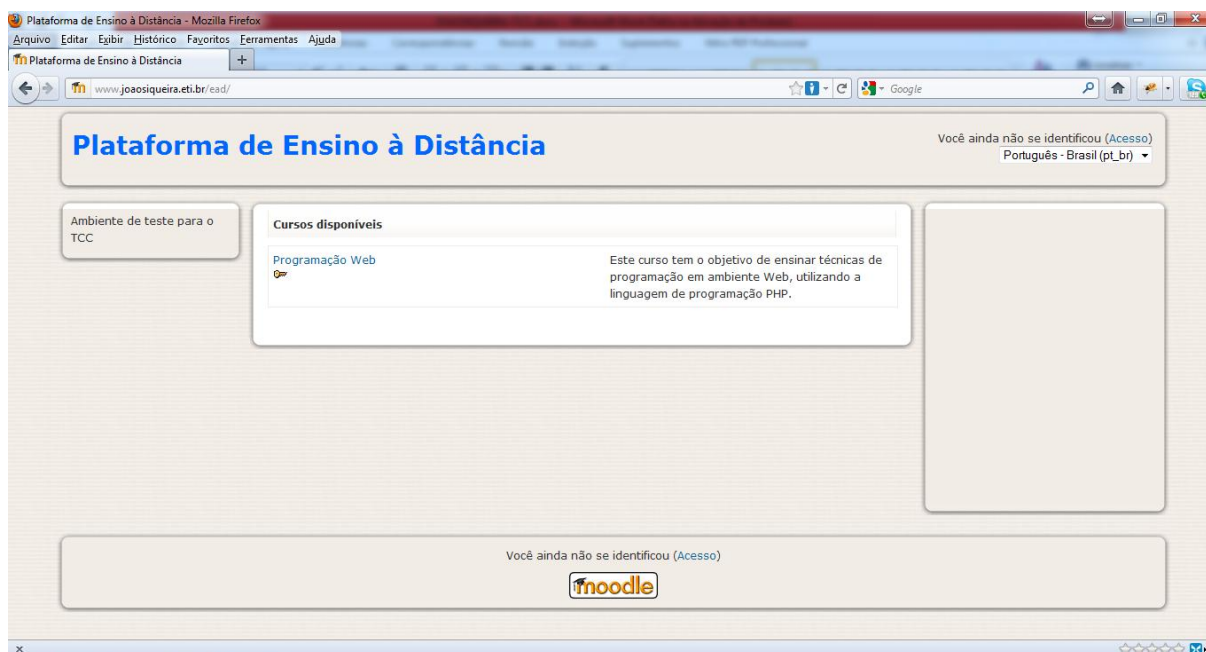 Plataforma de Ensino à Distância - Mozilla Firefox
Arquivo Editar Exibir Histórico Favoritos Ferramentas Ajuda
Plataforma de Ensino à Distância
www.joaosiqueira.eti.br/ead/
Google
Plataforma de Ensino à Distância
Você ainda não se identificou (Acesso)
Português - Brasil (pt_br)
Ambiente de teste para o
TCC
Cursos disponíveis
Programação Web
Este curso tem o objetivo de ensinar técnicas de
programação em ambiente Web, utilizando a
linguagem de programação PHP.
Você ainda não se identificou (Acesso)
moodle